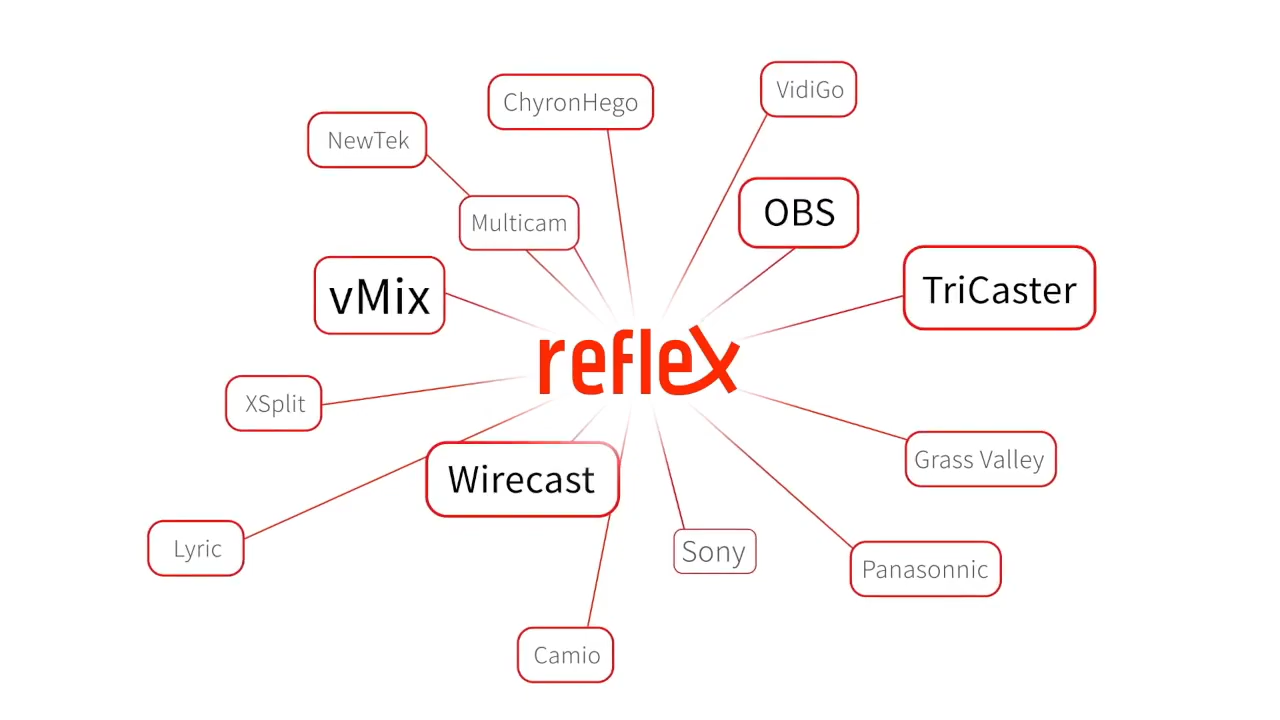 VidiGo
ChyronHego
NewTek
OBS
Multicam
TriCaster
vMix
reflex
XSplit
Grass Valley
Wirecast
Lyric
Sony
Panasonnic
Camio